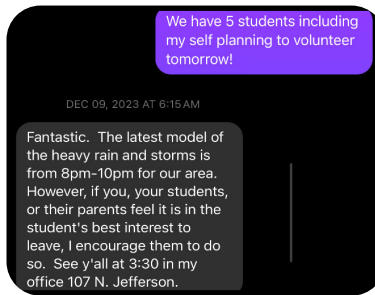 We have 5 students including
my self planning to volunteer
tomorrow!
DEC 09, 2023 AT 6:15 AM
Fantastic. The latest model of
the heavy rain and storms is
from 8pm-10pm for our area.
However, if you, your students,
or their parents feel it is in the
student's best interest to
leave, I encourage them to do
so. See y'all at 3:30 in my
office 107 N. Jefferson.